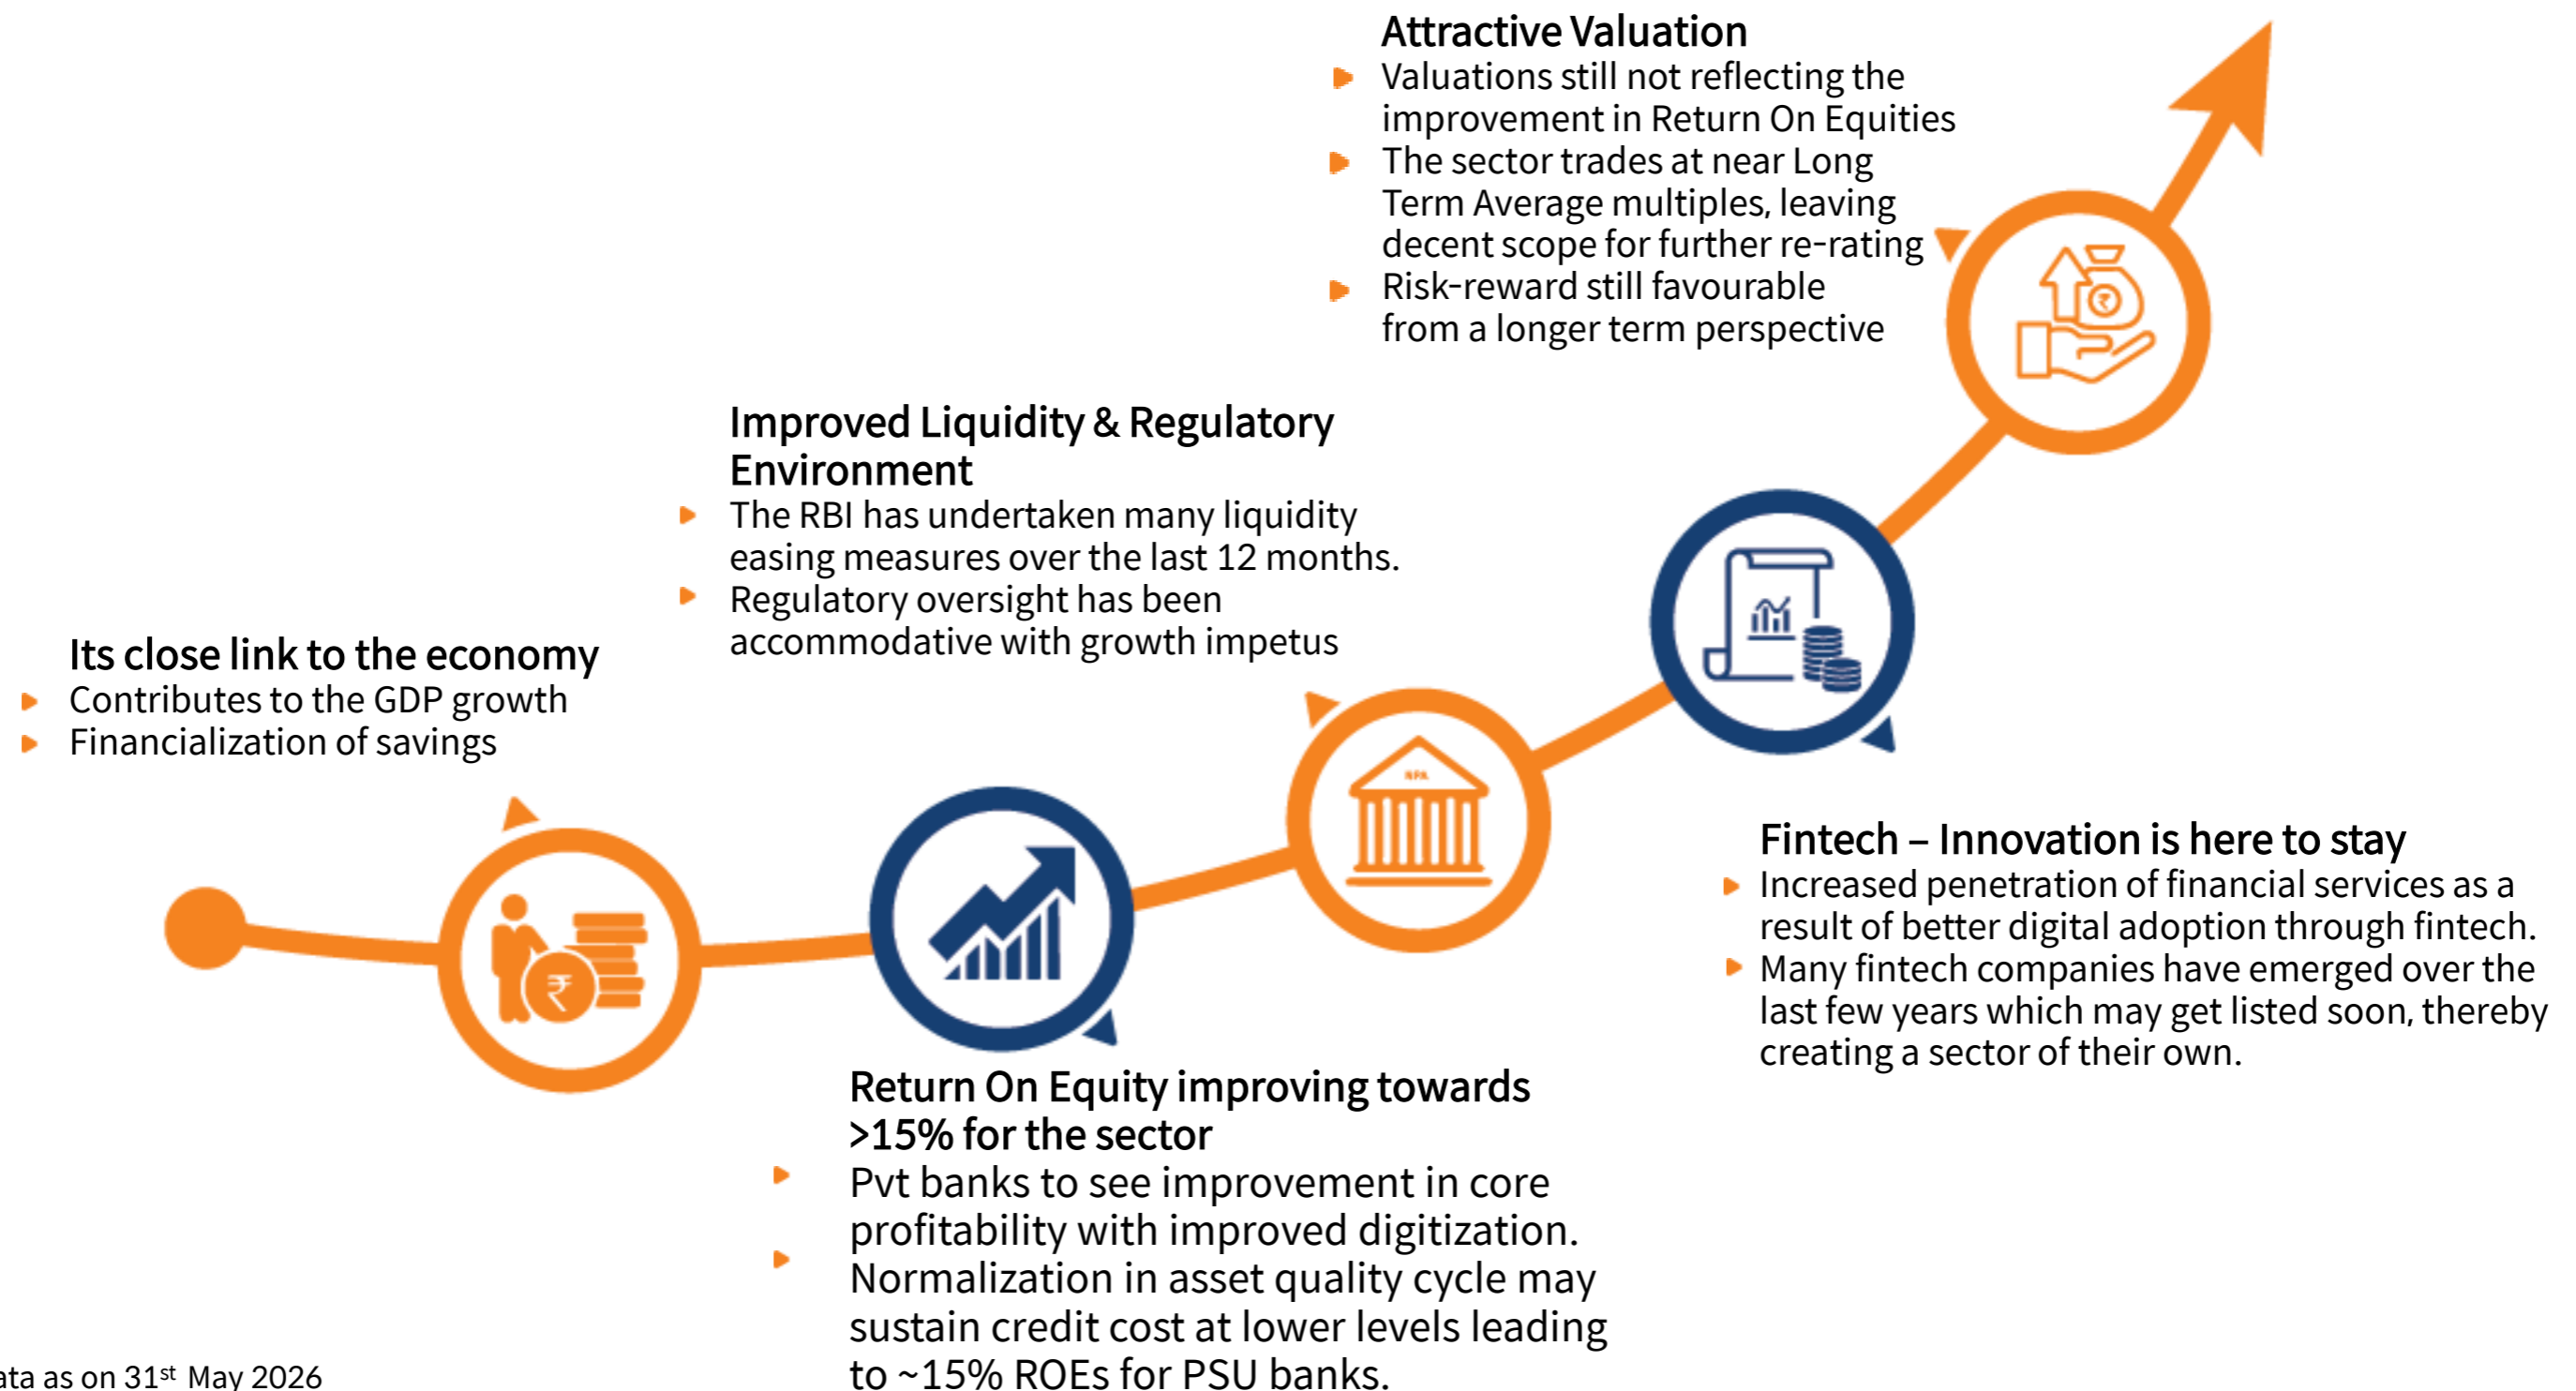 Attractive Valuation
Valuations still not reflecting the
improvement in Return On Equities
The sector trades at near Long
Term Average multiples, leaving
decent scope for further re-rating
Risk-reward still favourable
from a longer term perspective
Improved Liquidity & Regulatory
Environment
The RBI has undertaken many liquidity
easing measures over the last 12 months.
Regulatory oversight has been
accommodative with growth impetus
Its close link to the economy
Contributes to the GDP growth
Financialization of savings
NPA
₹
₹
Fintech – Innovation is here to stay
Increased penetration of financial services as a
result of better digital adoption through fintech.
Many fintech companies have emerged over the
last few years which may get listed soon, thereby
creating a sector of their own.
Return On Equity improving towards
>15% for the sector
Pvt banks to see improvement in core
profitability with improved digitization.
Normalization in asset quality cycle may
sustain credit cost at lower levels leading
to ~15% ROEs for PSU banks.
ata as on 31st May 2026